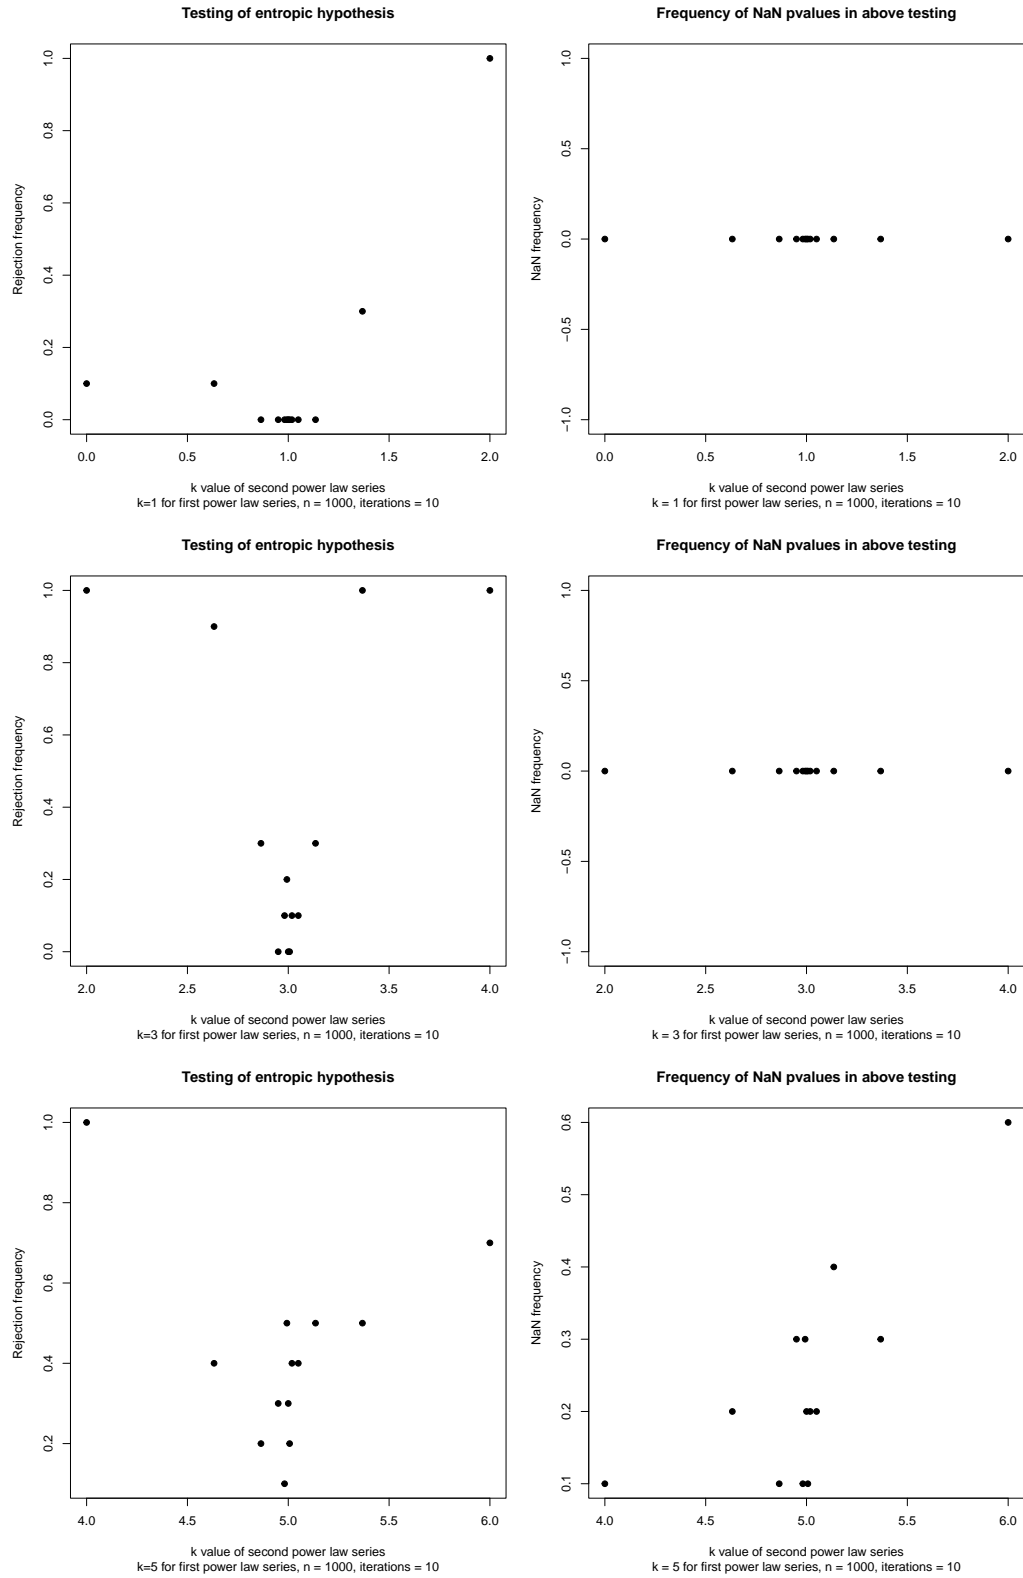 Testing of entropic hypothesis
Rejection frequency
1.0
0.8
0.6
0.4
0.2
0.0
0.0 0.5 1.0 1.5 2.0
k value of second power law series
k=1 for first power law series, n = 1000, iterations = 10
Frequency of NaN pvalues in above testing
NaN frequency
1.0
0.5
0.0
−0.5
−1.0
0.0 0.5 1.0 1.5 2.0
k value of second power law series
k = 1 for first power law series, n = 1000, iterations = 10
Testing of entropic hypothesis
Rejection frequency
1.0
0.8
0.6
0.4
0.2
0.0
2.0 2.5 3.0 3.5 4.0
k value of second power law series
k=3 for first power law series, n = 1000, iterations = 10
Frequency of NaN pvalues in above testing
NaN frequency
1.0
0.5
0.0
−0.5
−1.0
2.0 2.5 3.0 3.5 4.0
k value of second power law series
k = 3 for first power law series, n = 1000, iterations = 10
Testing of entropic hypothesis
Rejection frequency
1.0
0.8
0.6
0.4
0.2
4.0 4.5 5.0 5.5 6.0
k value of second power law series
k=5 for first power law series, n = 1000, iterations = 10
Frequency of NaN pvalues in above testing
NaN frequency
0.6
0.5
0.4
0.3
0.2
0.1
4.0 4.5 5.0 5.5 6.0
k value of second power law series
k = 5 for first power law series, n = 1000, iterations = 10